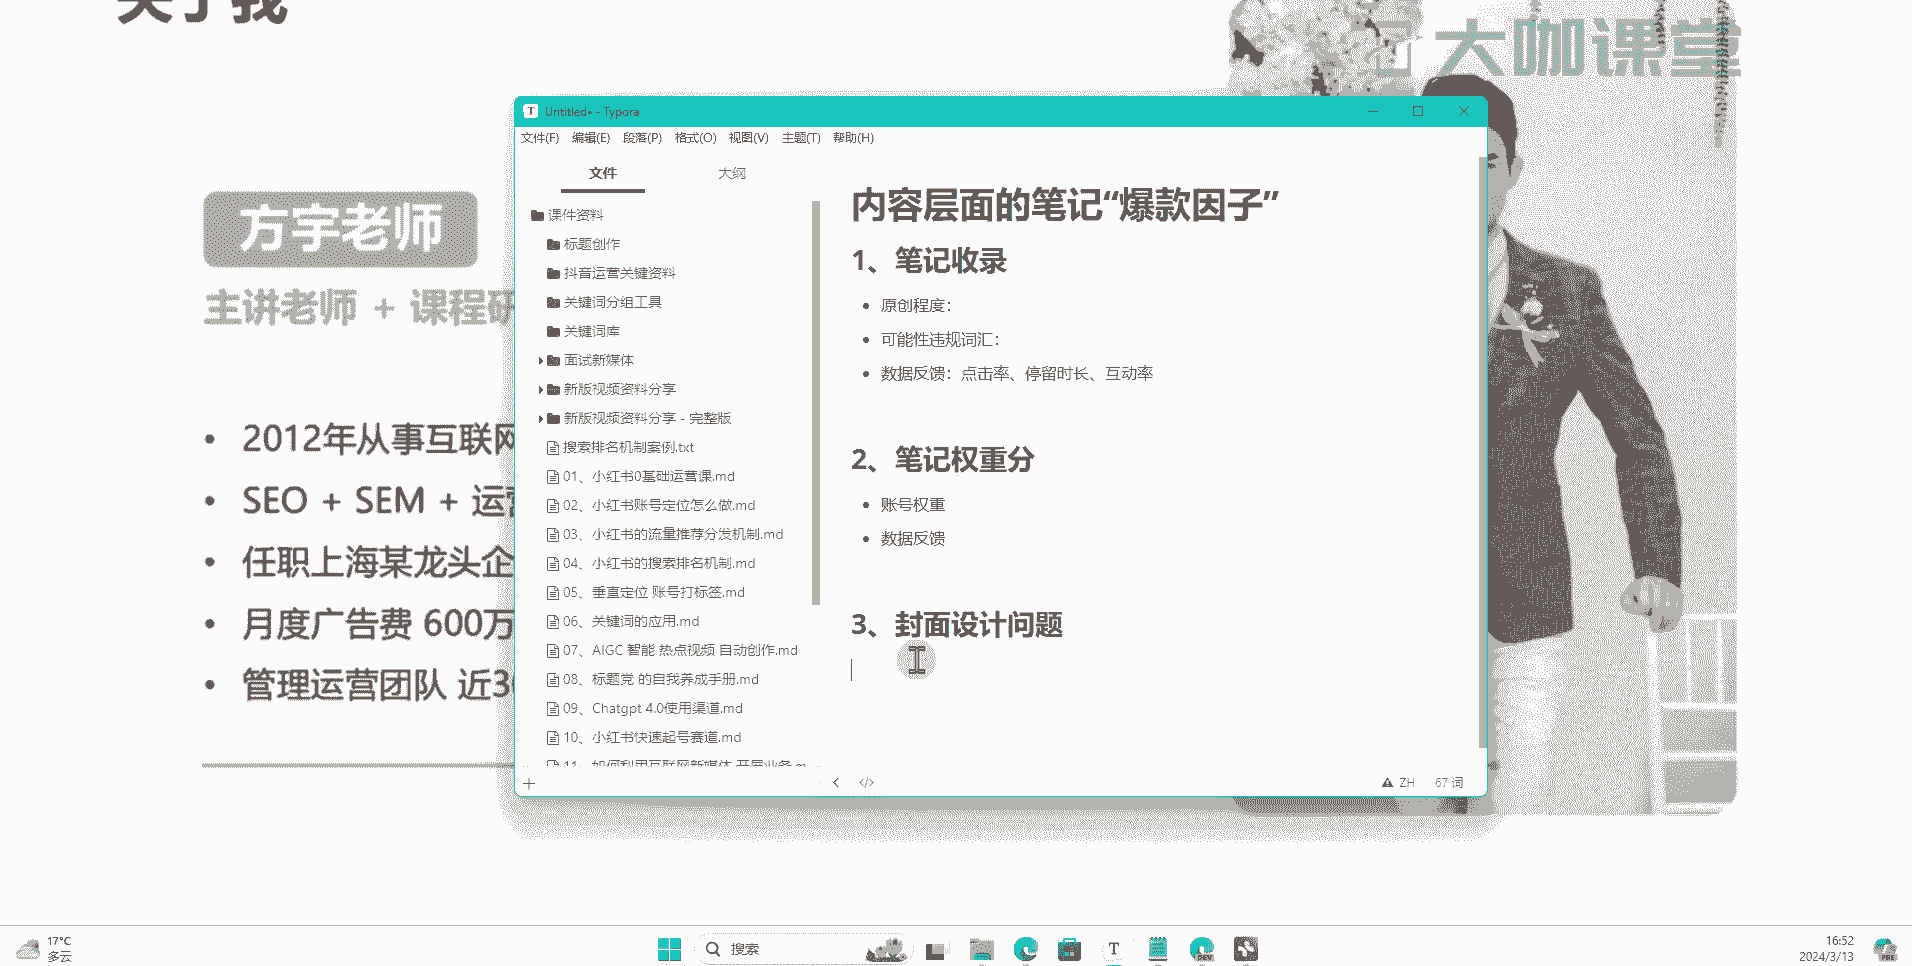 关于我
大咖课堂
方宇老师
主讲老师 + 课程研
2012年从事互联网
SEO + SEM + 运营
任职上海某龙头企
月度广告费 600万
管理运营团队 近30
Untitled• - Typora
文件(F) 编辑(E) 段落(P) 格式(O) 视图(V) 主题(T) 帮助(H)
文件 大纲
课件资料
标题创作
抖音运营关键资料
关键词分组工具
关键词库
面试新媒体
新版视频资料分享
新版视频资料分享 - 完整版
搜索排名机制案例.txt
01、小红书0基础运营课.md
02、小红书账号定位怎么做.md
03、小红书的流量推荐分发机制.md
04、小红书的搜索排名机制.md
05、垂直定位 账号打标签.md
06、关键词的应用.md
07、AIGC 智能 热点视频 自动创作.md
08、标题党 的自我养成手册.md
09、Chatgpt 4.0使用渠道.md
10、小红书快速起号赛道.md
11、如何利用互联网新媒体 开展业务.m
内容层面的笔记“爆款因子”
1、笔记收录
原创程度：
可能性违规词汇：
数据反馈：点击率、停留时长、互动率
2、笔记权重分
账号权重
数据反馈
3、封面设计问题
ZH 67 词
17°C
多云
搜索
T
DEV
16:52
2024/3/13
PRE